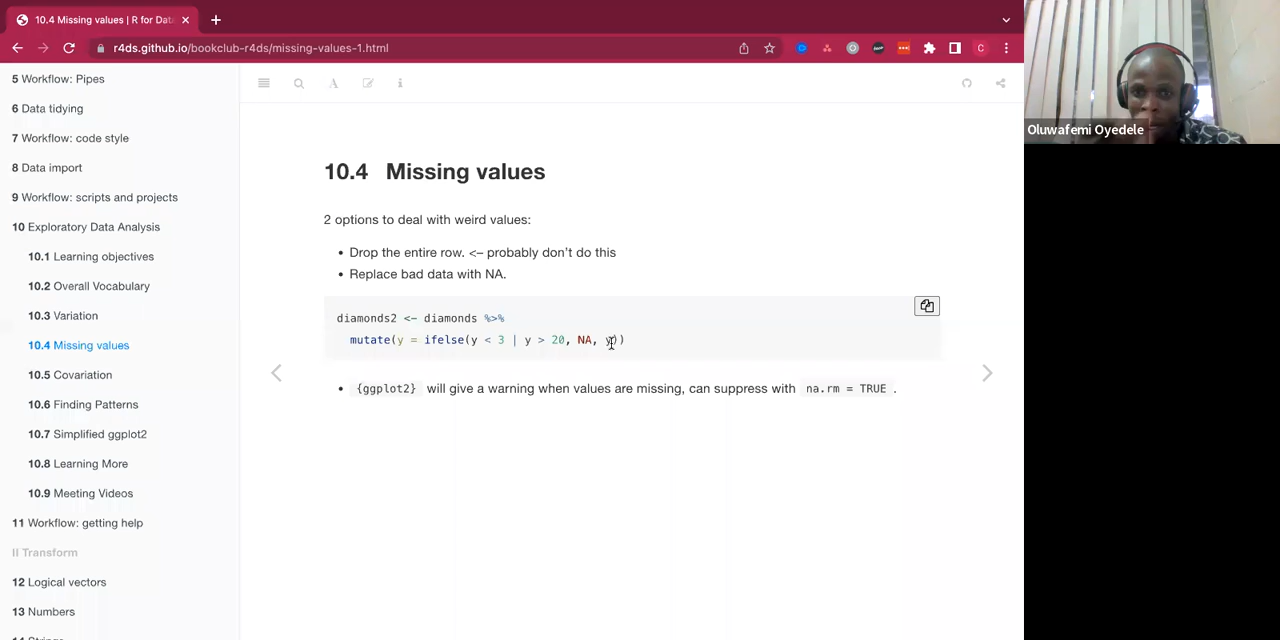 10.4 Missing values | R for Data
r4ds.github.io/bookclub-r4ds/missing-values-1.html
C
Oluwafemi Oyedele
5 Workflow: Pipes
6 Data tidying
7 Workflow: code style
8 Data import
9 Workflow: scripts and projects
10 Exploratory Data Analysis
10.1 Learning objectives
10.2 Overall Vocabulary
10.3 Variation
10.4 Missing values
10.5 Covariation
10.6 Finding Patterns
10.7 Simplified ggplot2
10.8 Learning More
10.9 Meeting Videos
11 Workflow: getting help
II Transform
12 Logical vectors
13 Numbers
A
10.4 Missing values
2 options to deal with weird values:
• Drop the entire row. <– probably don't do this
• Replace bad data with NA.
diamonds2 <- diamonds %>%
mutate(y = ifelse(y < 3 | y > 20, NA, y))
• {ggplot2} will give a warning when values are missing, can suppress with na.rm = TRUE .